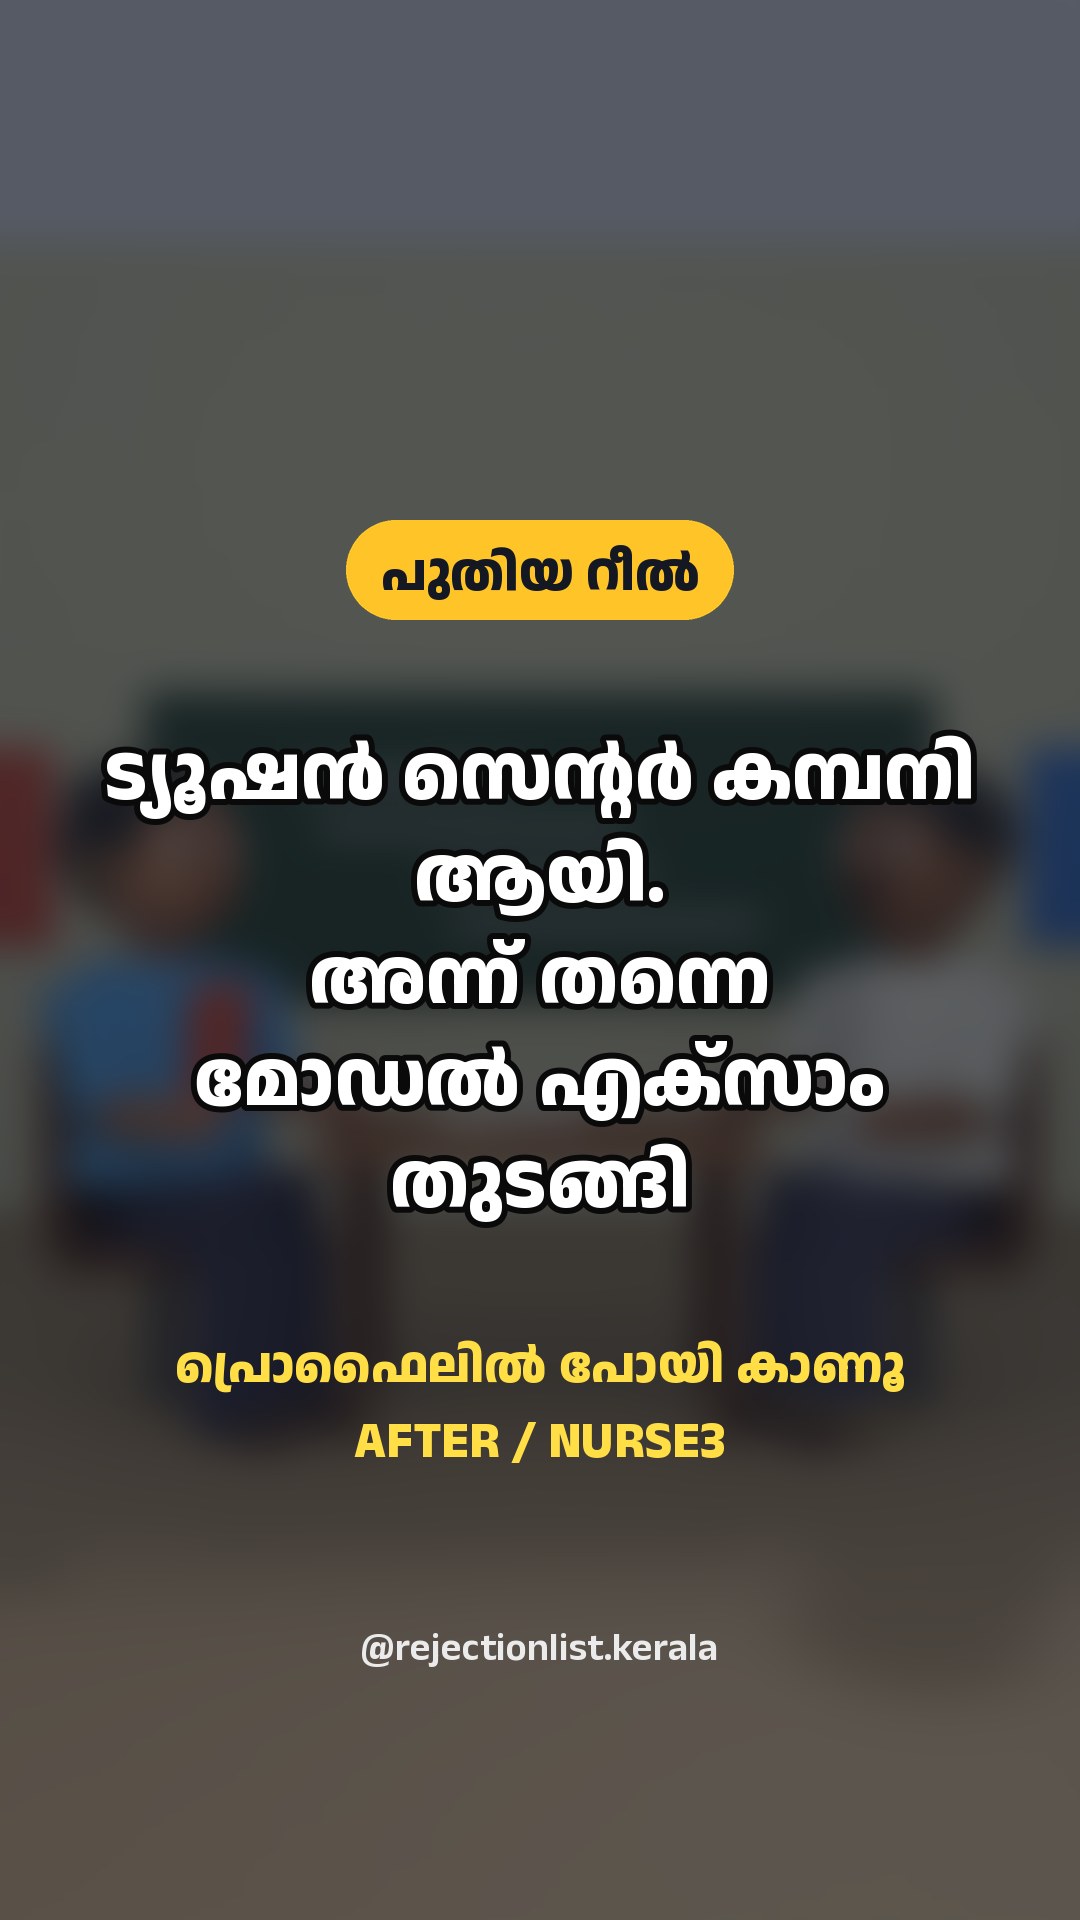 പുതിയ റീൽ
ട്യൂഷൻ സെന്റർ കമ്പനി
ആയി.
അന്ന് തന്നെ
മോഡൽ എക്സാം
തുടങ്ങി
പ്രൊഫൈലിൽ പോയി കാണൂ
AFTER / NURSE3
@rejectionlist.kerala